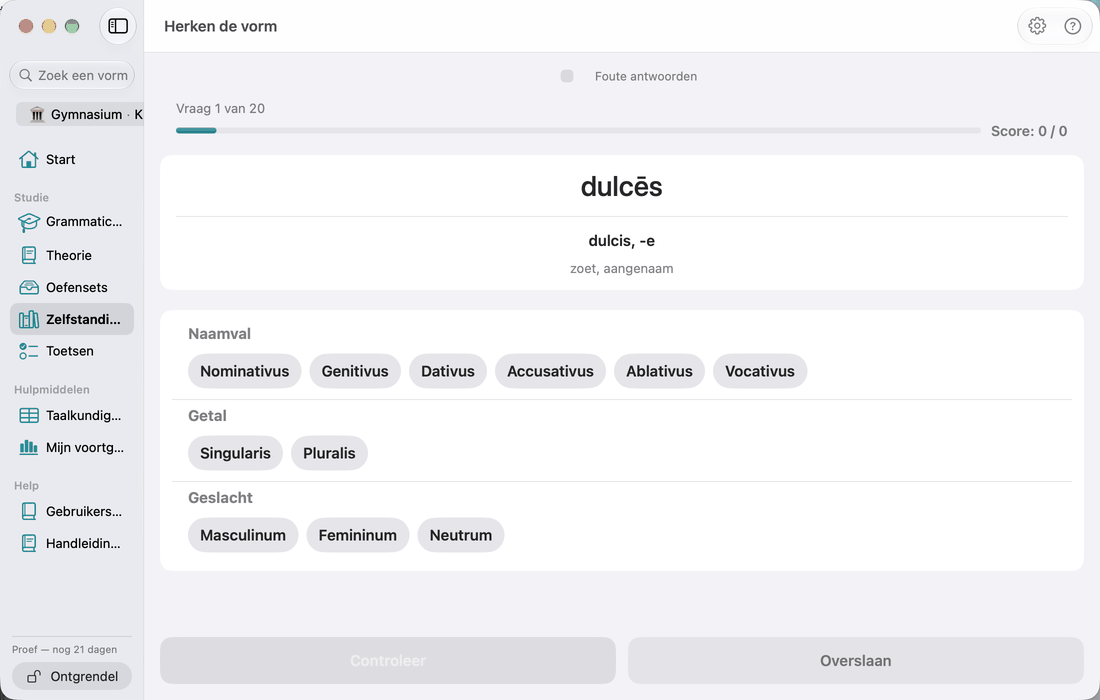 Herken de vorm
Zoek een vorm
Gymnasium · K
Start
Studie
Grammatic...
Theorie
Oefensets
Zelfstandi...
Toetsen
Hulpmiddelen
Taalkundig...
Mijn voortg...
Help
Gebruikers...
Handleidin...
Proef — nog 21 dagen
Ontgrendel
Foute antwoorden
Vraag 1 van 20
Score: 0 / 0
dulcēs
dulcis, -e
zoet, aangenaam
Naamval
Nominativus Genitivus Dativus Accusativus Ablativus Vocativus
Getal
Singularis Pluralis
Geslacht
Masculinum Femininum Neutrum
Controleer Overslaan